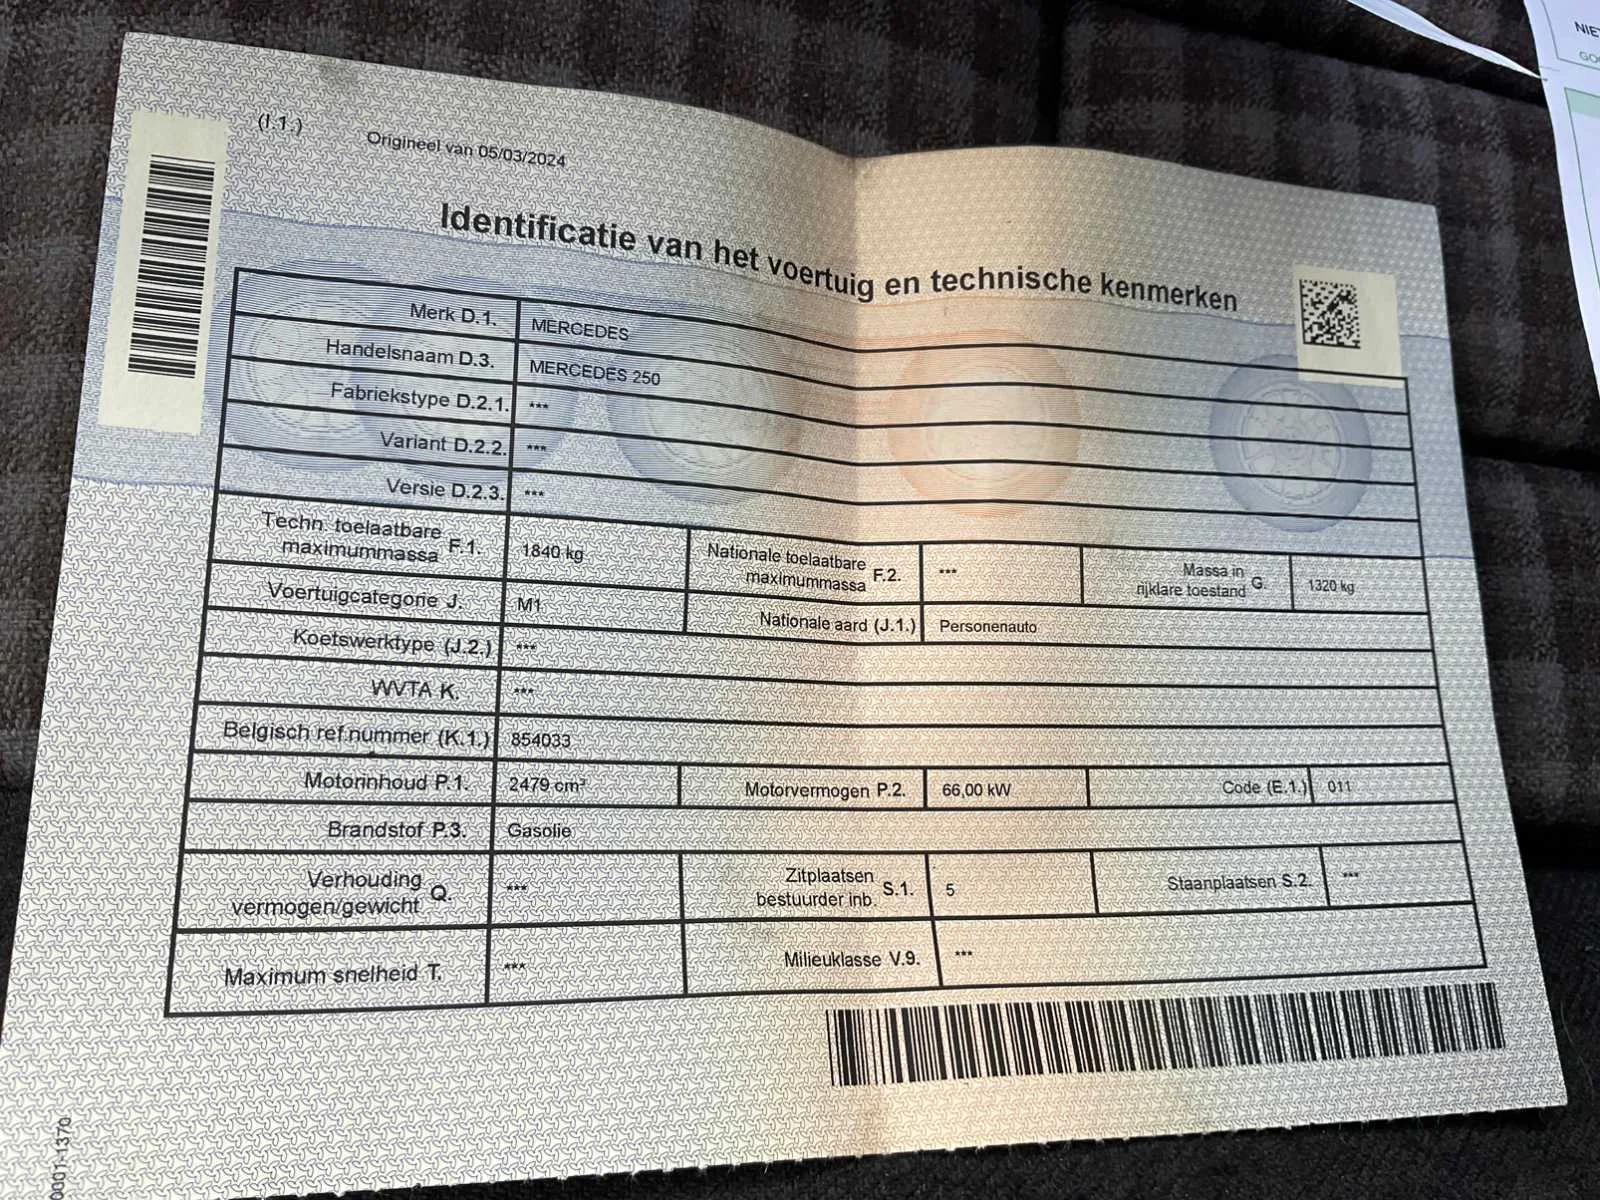 (I.1.)
Origineel van 05/03/2024
NIE
GO
Identificatie van het voertuig en technische kenmerken
Merk D.1. MERCEDES
Handelsnaam D.3. MERCEDES 250
Fabriekstype D.2.1. ***
Variant D.2.2. ***
Versie D.2.3. ***
Techn. toelaatbare maximummassa F.1. 1840 kg Nationale toelaatbare maximummassa F.2. *** Massa in rijklare toestand G. 1320 kg
Voertuigcategorie J. M1 Nationale aard (J.1.) Personenauto
Koetswerktype (J.2.) ***
WVTA K. ***
Belgisch ref.nummer (K.1.) 854033
Motorinhoud P.1. 2479 cm³ Motorvermogen P.2. 66,00 kW Code (E.1.) 011
Brandstof P.3. Gasolie
Verhouding vermogen/gewicht Q. *** Zitplaatsen bestuurder inb. S.1. 5 Staanplaatsen S.2. ***
Maximum snelheid T. *** Milieuklasse V.9. ***
0001-1370